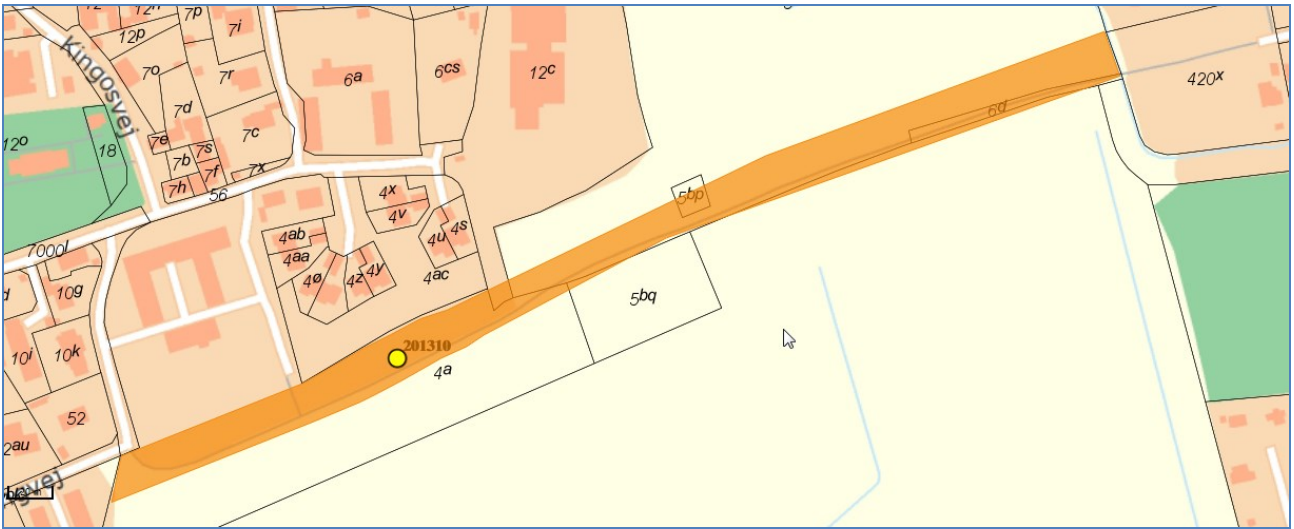 7p
7i
12p
Kingosvej
7o
7r
6a
6cs
12c
420x
7d
6d
12o
18
7e
7c
7s
7b
7f
7x
7h
56
4x
5bp
4v
4ab
4s
4u
7000l
4aa
4ø
4z
4y
4ac
10g
5bq
201310
10i
10k
4a
52